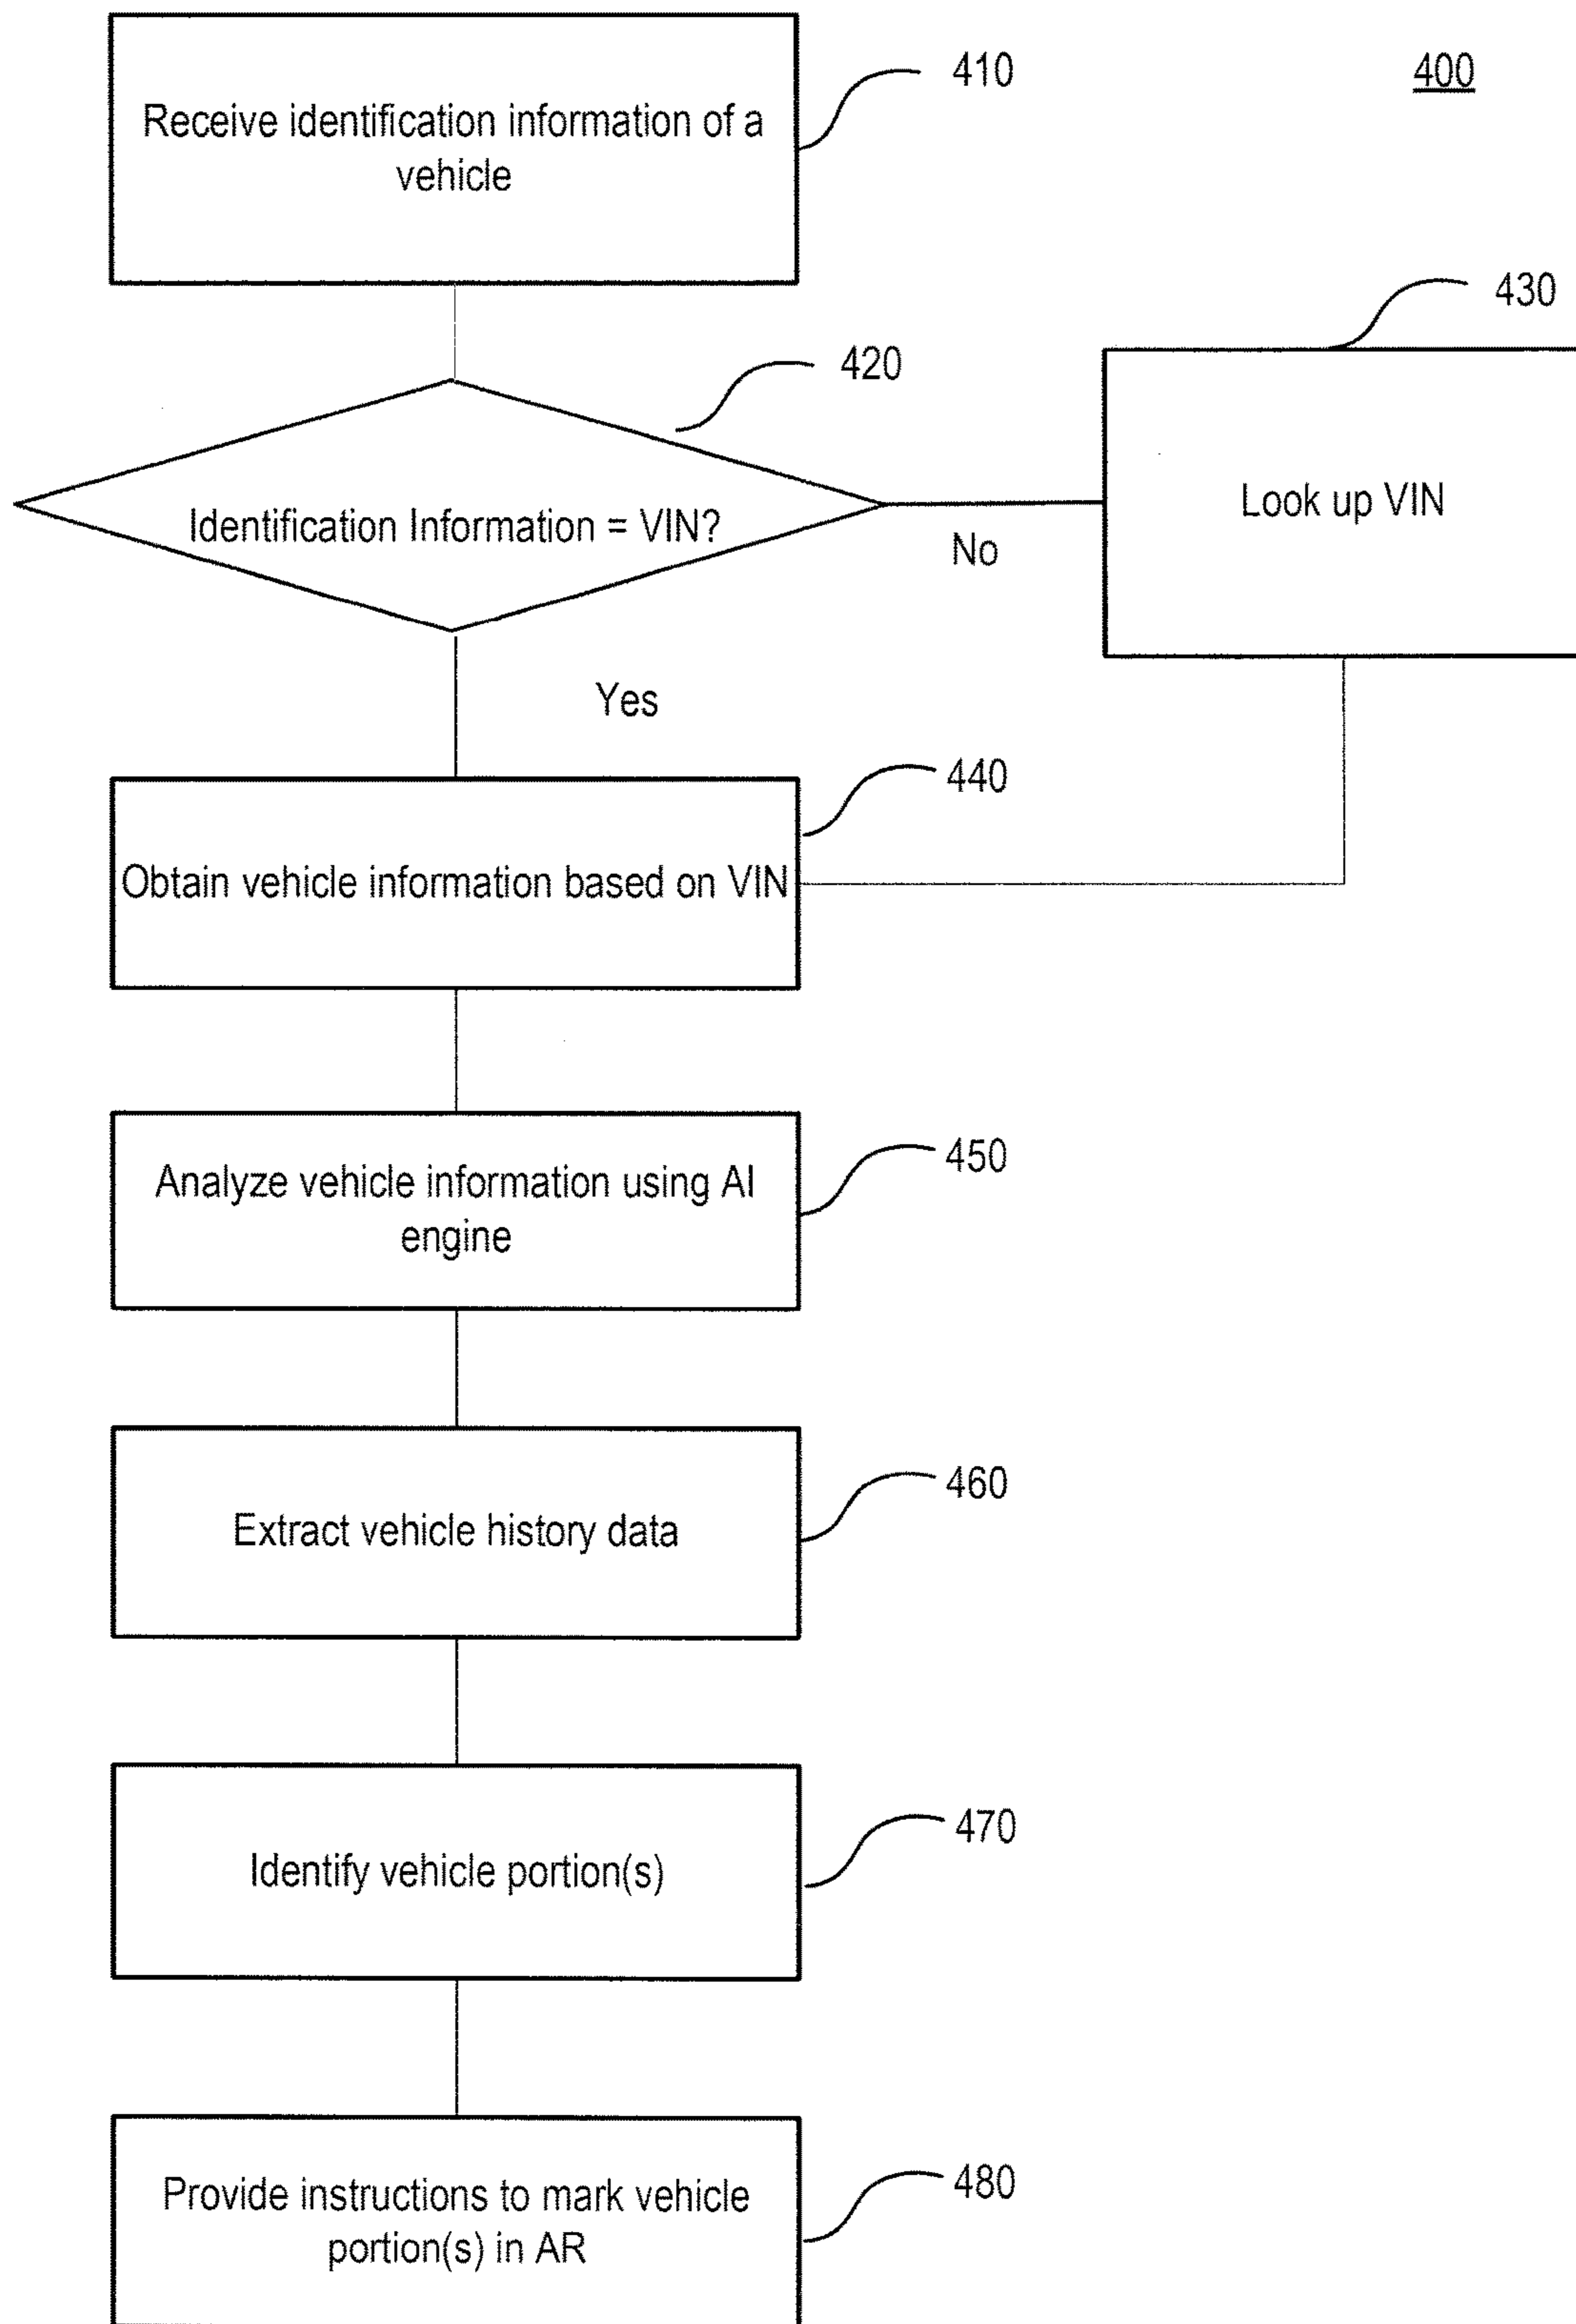 400
410
Receive identification information of a
vehicle
420
Identification Information = VIN?
No
430
Look up VIN
Yes
440
Obtain vehicle information based on VIN
450
Analyze vehicle information using AI
engine
460
Extract vehicle history data
470
Identify vehicle portion(s)
480
Provide instructions to mark vehicle
portion(s) in AR